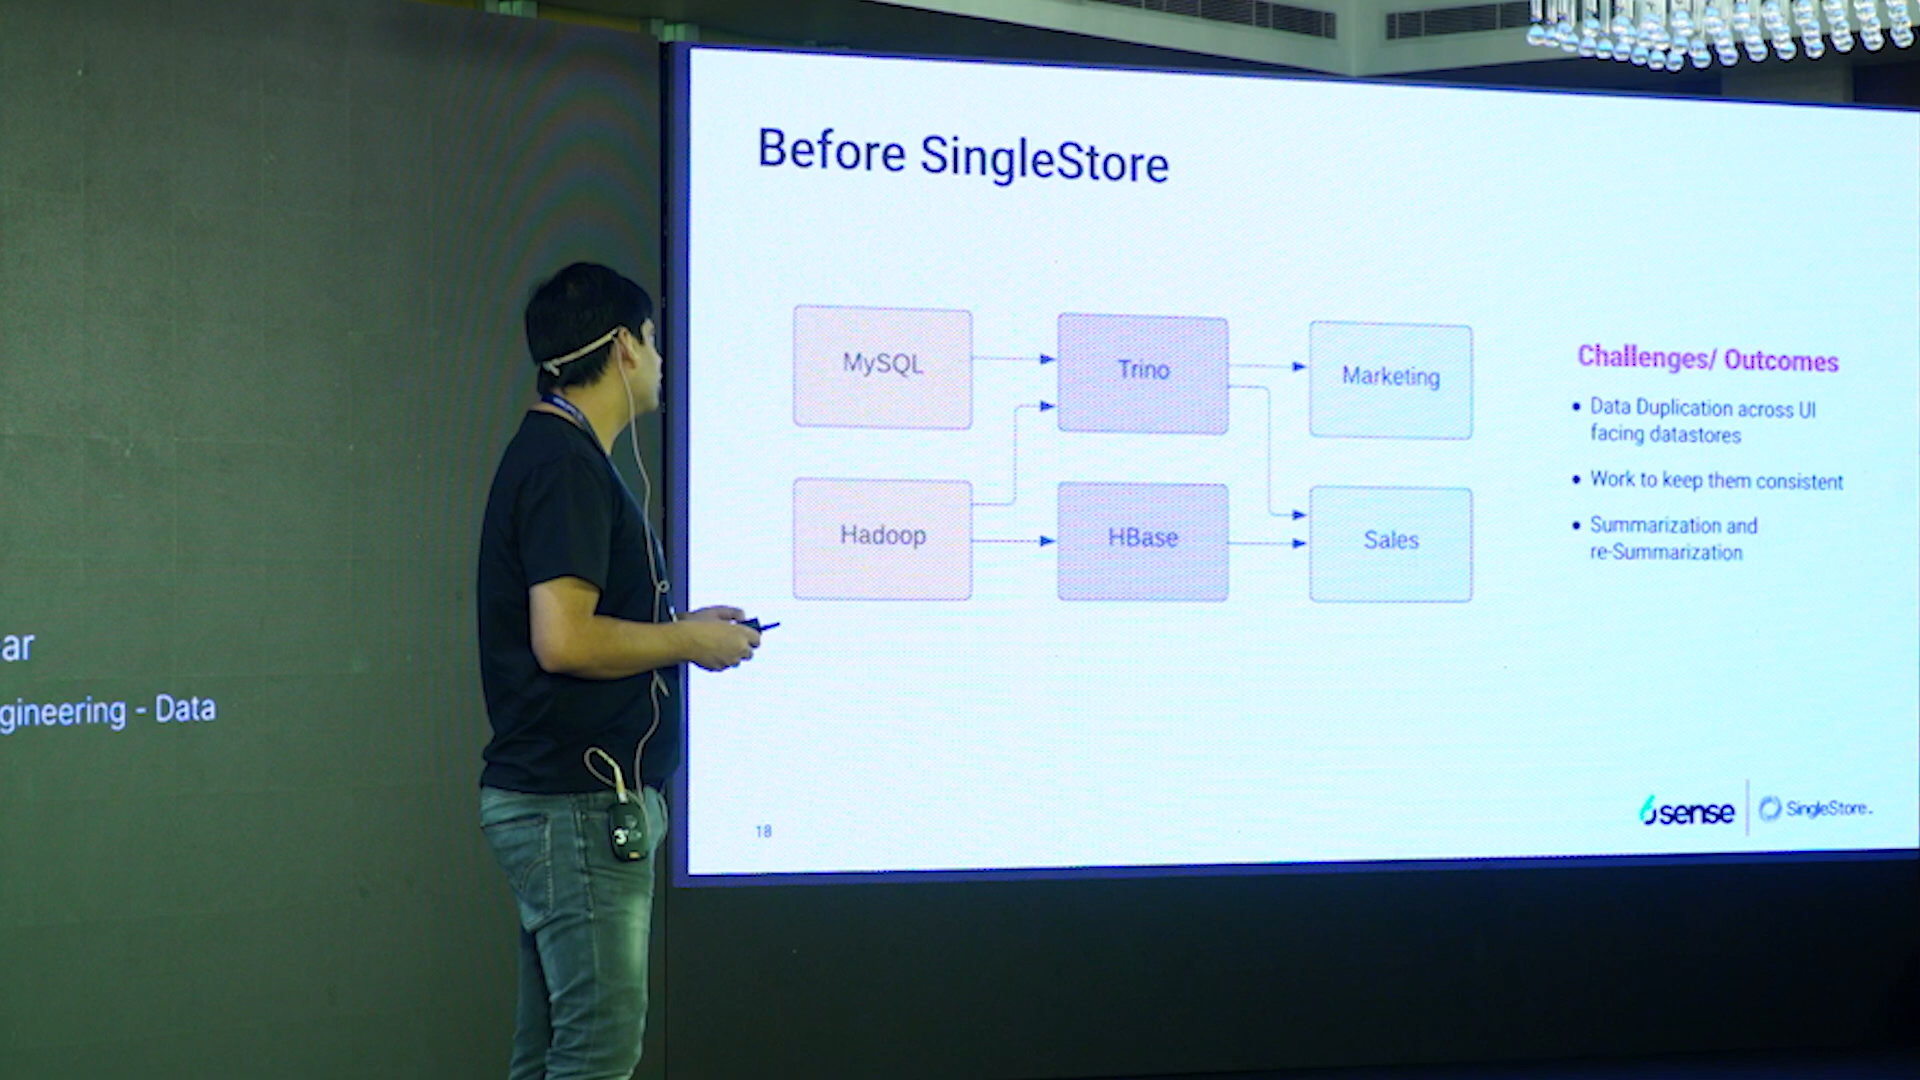 Before SingleStore
MySQL
Trino
Marketing
Hadoop
HBase
Sales
Challenges/ Outcomes
• Data Duplication across UI
facing datastores
• Work to keep them consistent
• Summarization and
re-Summarization
18
6sense
SingleStore.
ar
gineering - Data
3